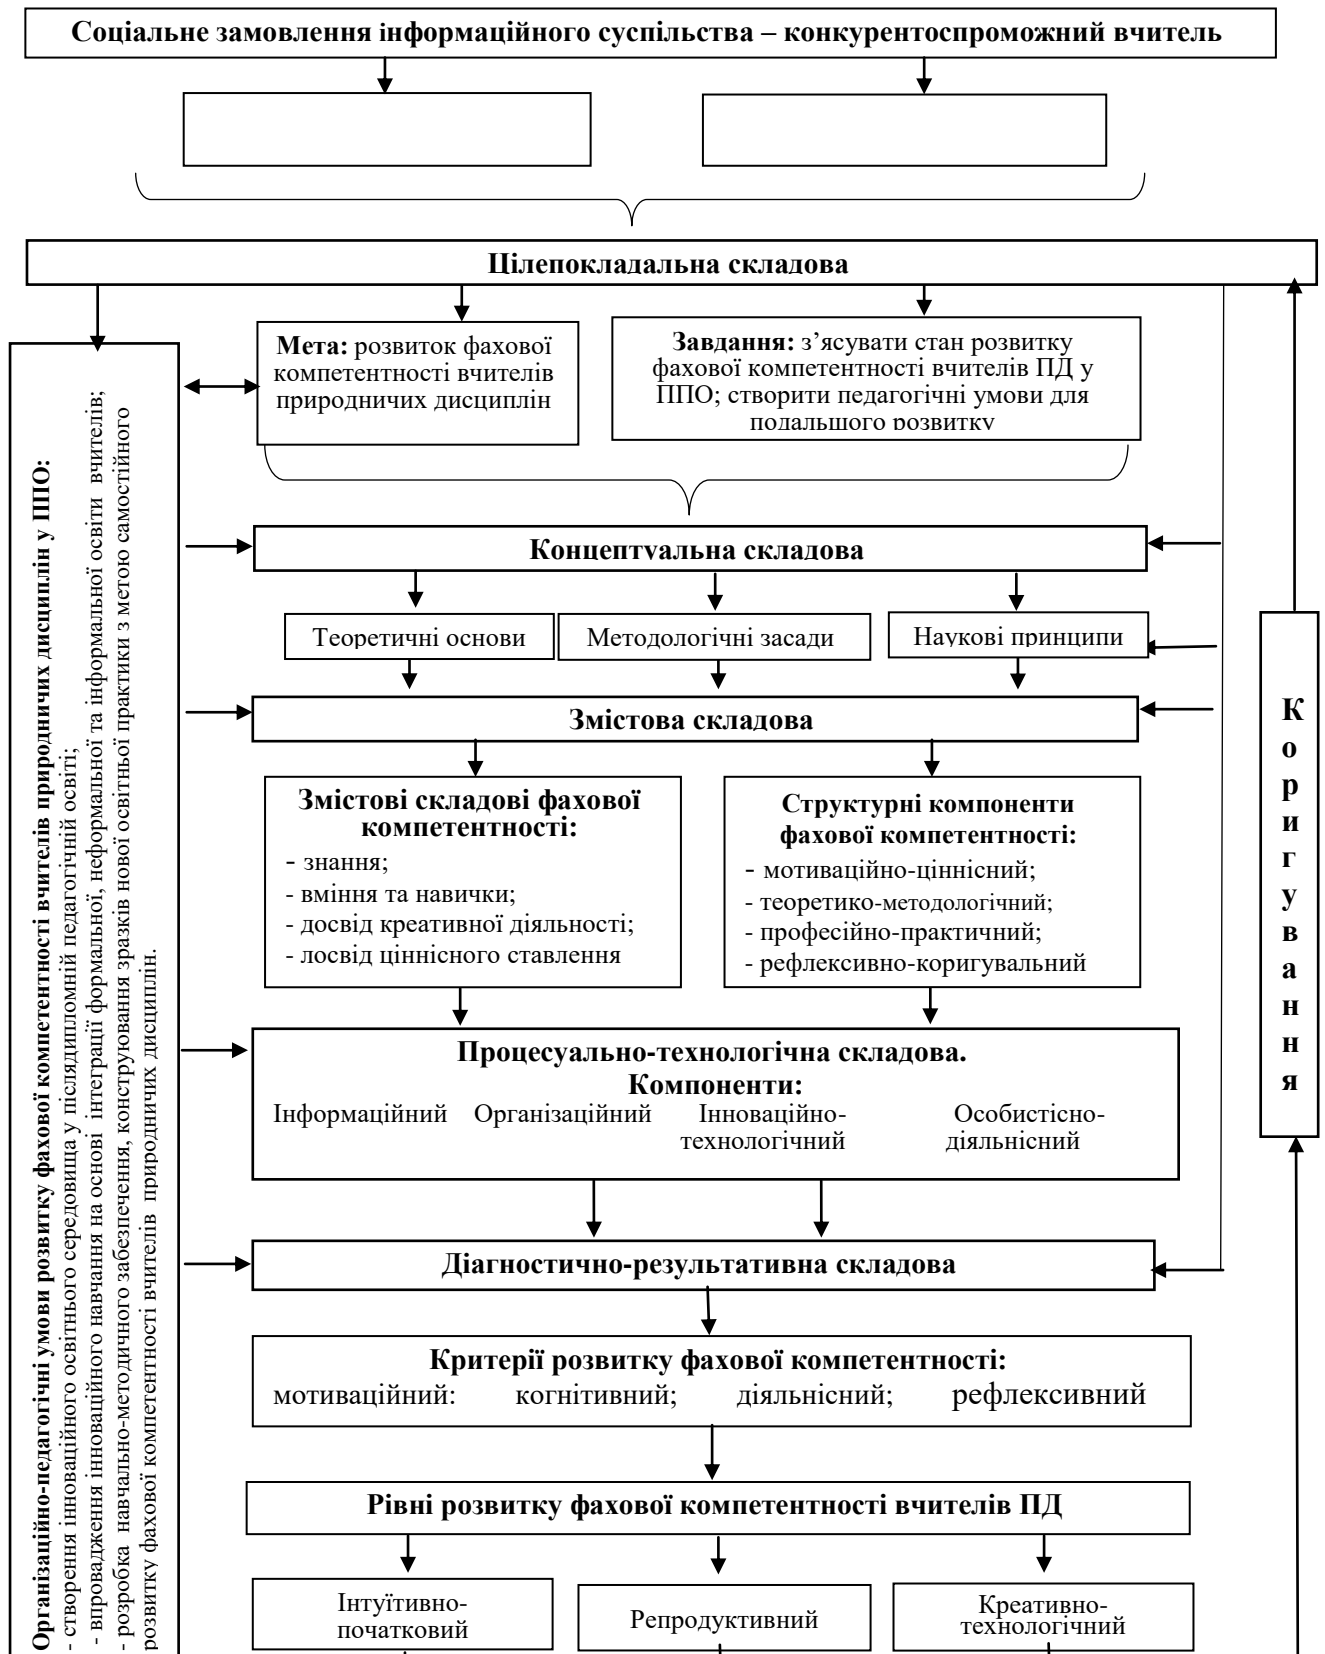 Соціальне замовлення інформаційного суспільства – конкурентоспроможний вчитель
Цілепокладальна складова
Мета: розвиток фахової
компетентності вчителів
природничих дисциплін
Завдання: з’ясувати стан розвитку
фахової компетентності вчителів ПД у
ППО; створити педагогічні умови для
подальшого розвитку
Організаційно-педагогічні умови розвитку фахової компетентності вчителів природничих дисциплін у ППО:
- створення інноваційного освітнього середовища у післядипломній педагогічній освіті;
- впровадження інноваційного навчання на основі інтеграції формальної, неформальної та інформальної освіти вчителів;
- розробка навчально-методичного забезпечення, конструювання зразків нової освітньої практики з метою самостійного
розвитку фахової компетентності вчителів природничих дисциплін.
Концептуальна складова
Теоретичні основи
Методологічні засади
Наукові принципи
Змістова складова
Змістові складові фахової
компетентності:
- знання;
- вміння та навички;
- досвід креативної діяльності;
- лосвід ціннісного ставлення
Структурні компоненти
фахової компетентності:
- мотиваційно-ціннісний;
- теоретико-методологічний;
- професійно-практичний;
- рефлексивно-коригувальний
Коригування
Процесуально-технологічна складова.
Компоненти:
Інформаційний Організаційний Інноваційно- Особистісно-
технологічний діяльнісний
Діагностично-результативна складова
Критерії розвитку фахової компетентності:
мотиваційний: когнітивний; діяльнісний; рефлексивний
Рівні розвитку фахової компетентності вчителів ПД
Інтуїтивно-
початковий
Репродуктивний
Креативно-
технологічний